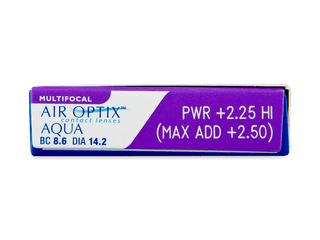 MULTIFOCAL
AIR OPTIX™
contact lenses
AQUA
BC 8.6 DIA 14.2
PWR +2.25 HI
(MAX ADD +2.50)